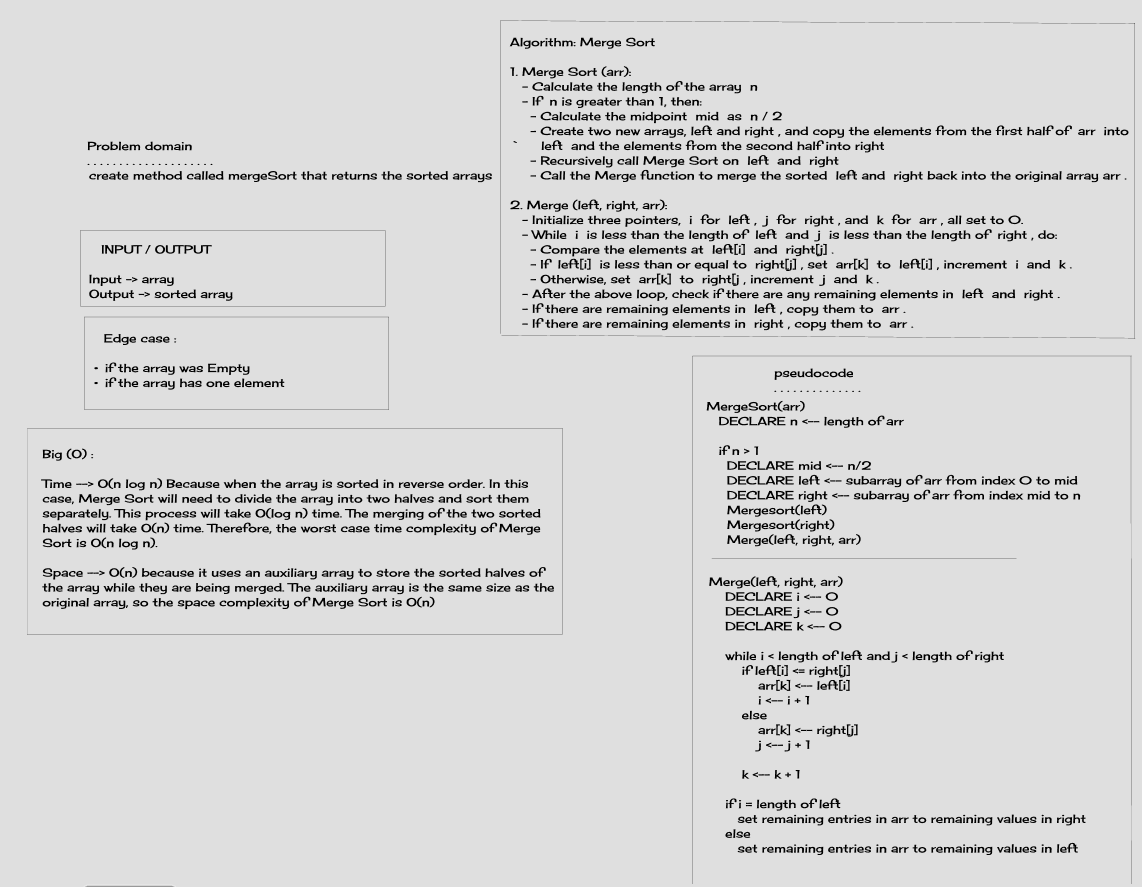 Problem domain
. . . . . . . . . . . . . . . . . . . .
create method called mergeSort that returns the sorted arrays
INPUT / OUTPUT
Input -> array
Output -> sorted array
Edge case :
- if the array was Empty
- if the array has one element
Big (O) :
Time --> O(n log n) Because when the array is sorted in reverse order. In this
case, Merge Sort will need to divide the array into two halves and sort them
separately. This process will take O(log n) time. The merging of the two sorted
halves will take O(n) time. Therefore, the worst case time complexity of Merge
Sort is O(n log n).
Space --> O(n) because it uses an auxiliary array to store the sorted halves of
the array while they are being merged. The auxiliary array is the same size as the
original array, so the space complexity of Merge Sort is O(n)
Algorithm: Merge Sort
1. Merge Sort (arr):
- Calculate the length of the array n
- If n is greater than 1, then:
- Calculate the midpoint mid as n / 2
- Create two new arrays, left and right , and copy the elements from the first half of arr into
` left and the elements from the second half into right
- Recursively call Merge Sort on left and right
- Call the Merge function to merge the sorted left and right back into the original array arr .
2. Merge (left, right, arr):
- Initialize three pointers, i for left , j for right , and k for arr , all set to 0.
- While i is less than the length of left and j is less than the length of right , do:
- Compare the elements at left[i] and right[j] .
- If left[i] is less than or equal to right[j] , set arr[k] to left[i] , increment i and k .
- Otherwise, set arr[k] to right[j , increment j and k .
- After the above loop, check if there are any remaining elements in left and right .
- If there are remaining elements in left , copy them to arr .
- If there are remaining elements in right , copy them to arr .
pseudocode
. . . . . . . . . . . . . .
MergeSort(arr)
DECLARE n <-- length of arr
if n > 1
DECLARE mid <-- n/2
DECLARE left <-- subarray of arr from index 0 to mid
DECLARE right <-- subarray of arr from index mid to n
Mergesort(left)
Mergesort(right)
Merge(left, right, arr)
Merge(left, right, arr)
DECLARE i <-- 0
DECLARE j <-- 0
DECLARE k <-- 0
while i < length of left and j < length of right
if left[i] <= right[j]
arr[k] <-- left[i]
i <-- i + 1
else
arr[k] <-- right[j]
j <-- j + 1
k <-- k + 1
if i = length of left
set remaining entries in arr to remaining values in right
else
set remaining entries in arr to remaining values in left